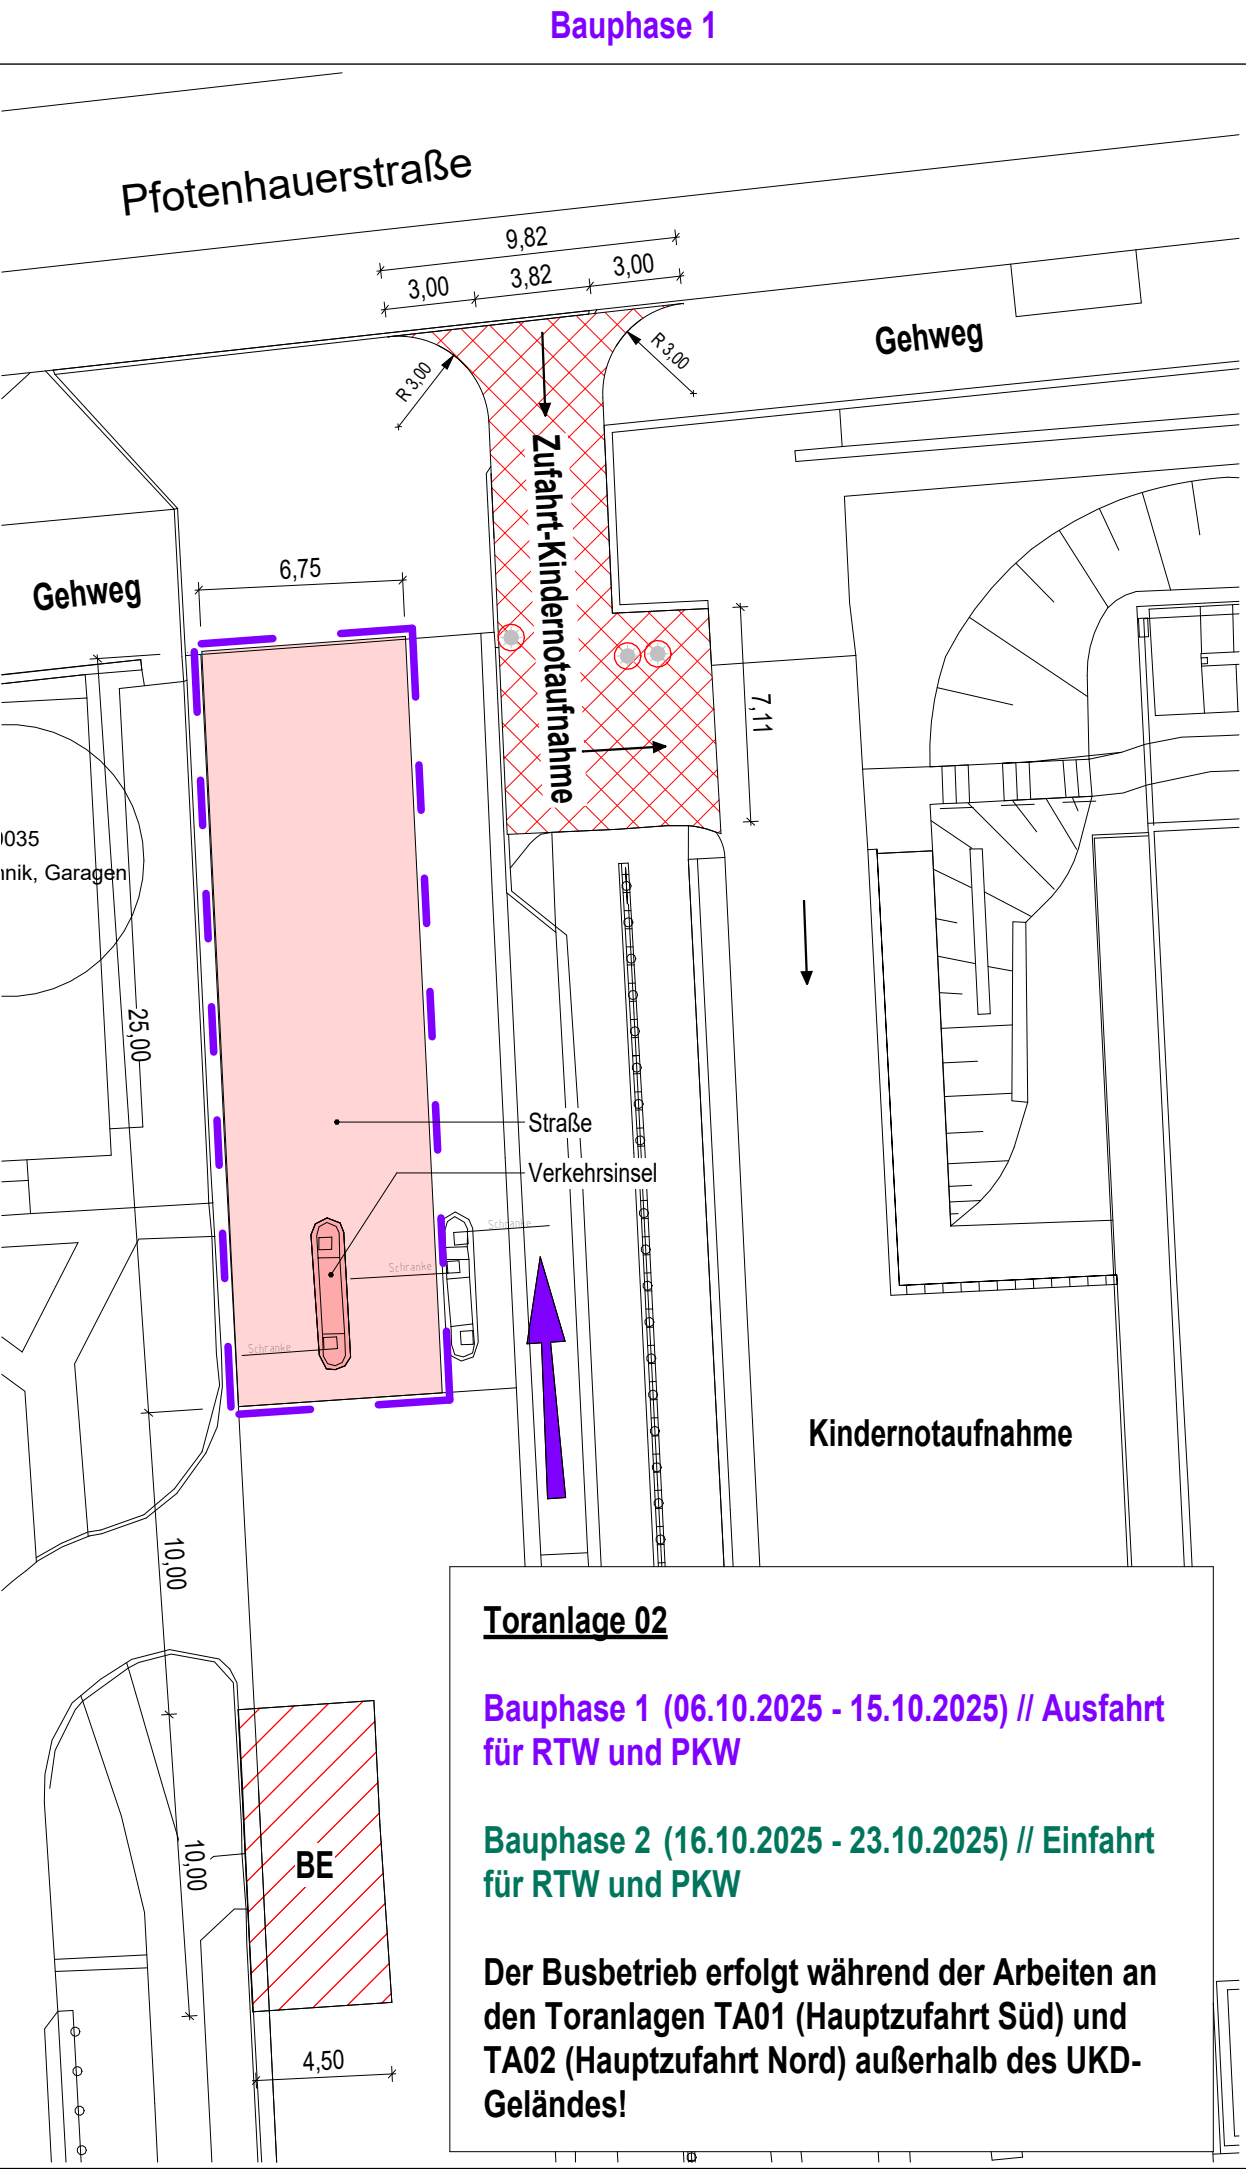 Bauphase 1
Pfotenhauerstraße
9,82
3,00
3,82
3,00
R 3,00
R 3,00
Gehweg
Zufahrt-Kindernotaufnahme
Gehweg
6,75
7,11
0035
nnik, Garagen
25,00
Straße
Verkehrsinsel
Schranke
Schranke
Schranke
Kindernotaufnahme
10,00
10,00
BE
4,50
Toranlage 02
Bauphase 1 (06.10.2025 - 15.10.2025) // Ausfahrt
für RTW und PKW
Bauphase 2 (16.10.2025 - 23.10.2025) // Einfahrt
für RTW und PKW
Der Busbetrieb erfolgt während der Arbeiten an
den Toranlagen TA01 (Hauptzufahrt Süd) und
TA02 (Hauptzufahrt Nord) außerhalb des UKD-
Geländes!